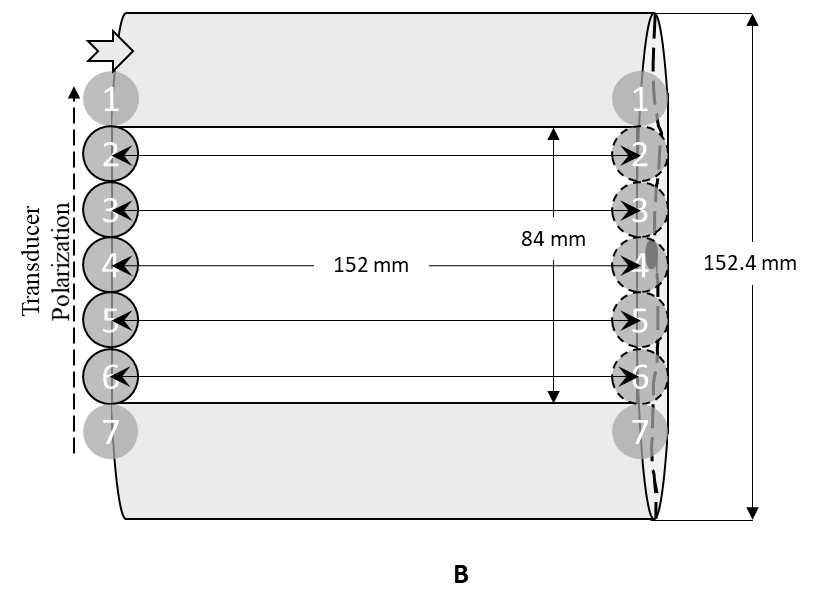 1 1
2 2
3 3
84 mm
4 152 mm 4 152.4 mm
5 5
6 6
7 7
Transducer
Polarization
B